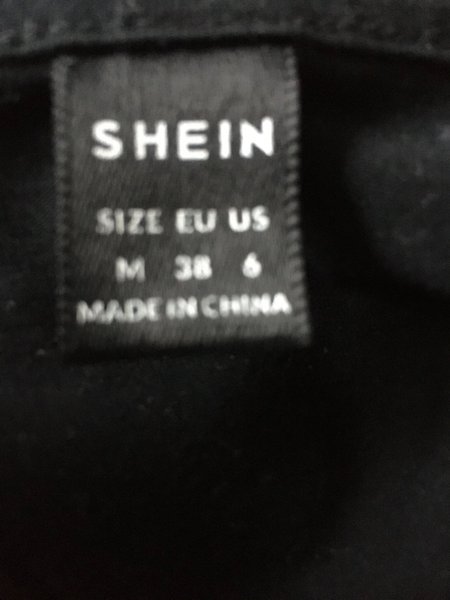 SHEIN
SIZE EU US
M 38 6
MADE IN CHINA